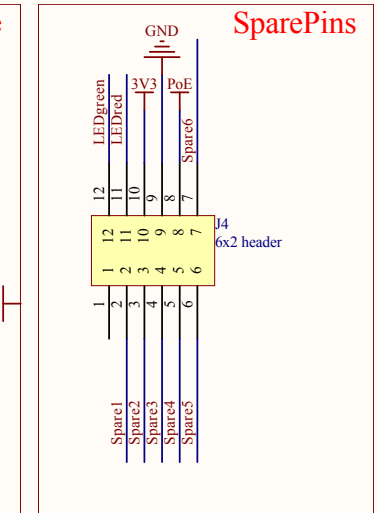 e
SparePins
GND
3V3 PoE
LEDgreen
LEDred
Spare6
12 11 10 9 8 7
J4
12 11 10 9 8 7
6x2 header
1 2 3 4 5 6
1 2 3 4 5 6
Spare1
Spare2
Spare3
Spare4
Spare5